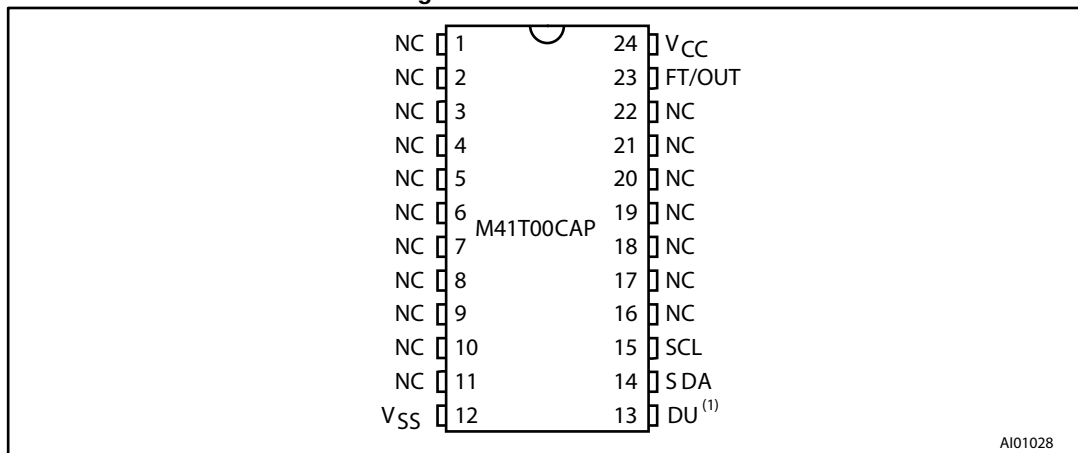 NC 1 24 VCC
NC 2 23 FT/OUT
NC 3 22 NC
NC 4 21 NC
NC 5 20 NC
NC 6 19 NC
M41T00CAP
NC 7 18 NC
NC 8 17 NC
NC 9 16 NC
NC 10 15 SCL
NC 11 14 SDA
VSS 12 13 DU (1)
AI01028